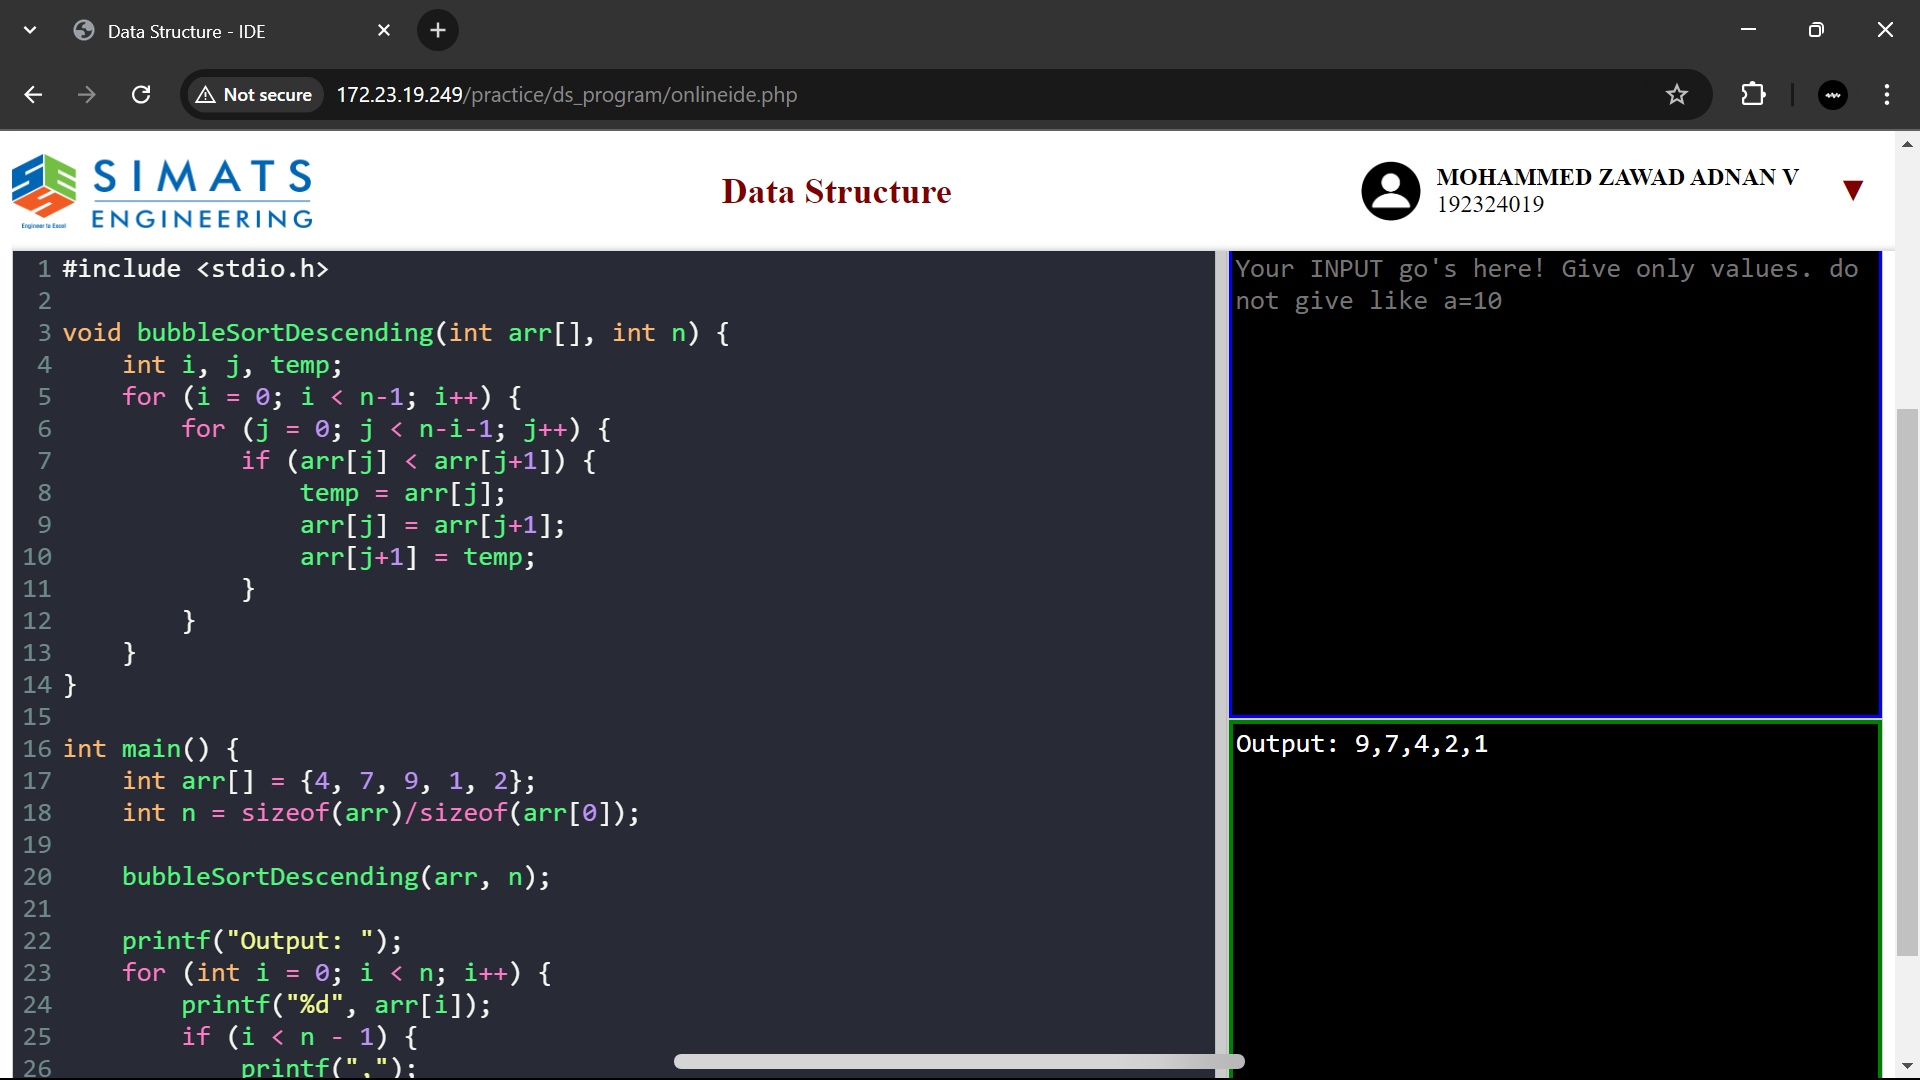 Data Structure - IDE
Not secure
172.23.19.249/practice/ds_program/onlineide.php
SIMATS
ENGINEERING
Engineer to Excel
Data Structure
MOHAMMED ZAWAD ADNAN V
192324019
1 #include <stdio.h>
2
3 void bubbleSortDescending(int arr[], int n) {
4     int i, j, temp;
5     for (i = 0; i < n-1; i++) {
6         for (j = 0; j < n-i-1; j++) {
7             if (arr[j] < arr[j+1]) {
8                 temp = arr[j];
9                 arr[j] = arr[j+1];
10                 arr[j+1] = temp;
11             }
12         }
13     }
14 }
15
16 int main() {
17     int arr[] = {4, 7, 9, 1, 2};
18     int n = sizeof(arr)/sizeof(arr[0]);
19
20     bubbleSortDescending(arr, n);
21
22     printf("Output: ");
23     for (int i = 0; i < n; i++) {
24         printf("%d", arr[i]);
25         if (i < n - 1) {
26             printf(",");
Your INPUT go's here! Give only values. do
not give like a=10
Output: 9,7,4,2,1